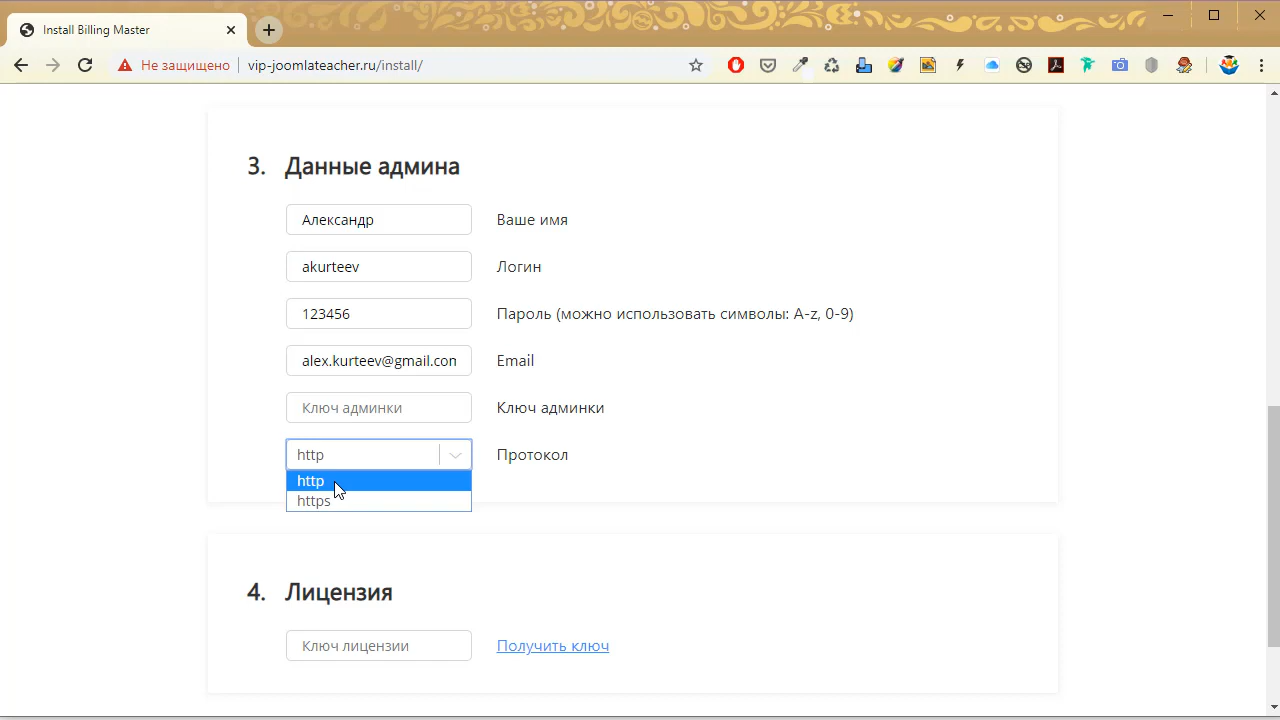 Install Billing Master
Не защищено
vip-joomlateacher.ru/install/
3. Данные админа
Александр Ваше имя
akurteev Логин
123456 Пароль (можно использовать символы: A-z, 0-9)
alex.kurteev@gmail.com Email
Ключ админки Ключ админки
http Протокол
http
https
4. Лицензия
Ключ лицензии Получить ключ